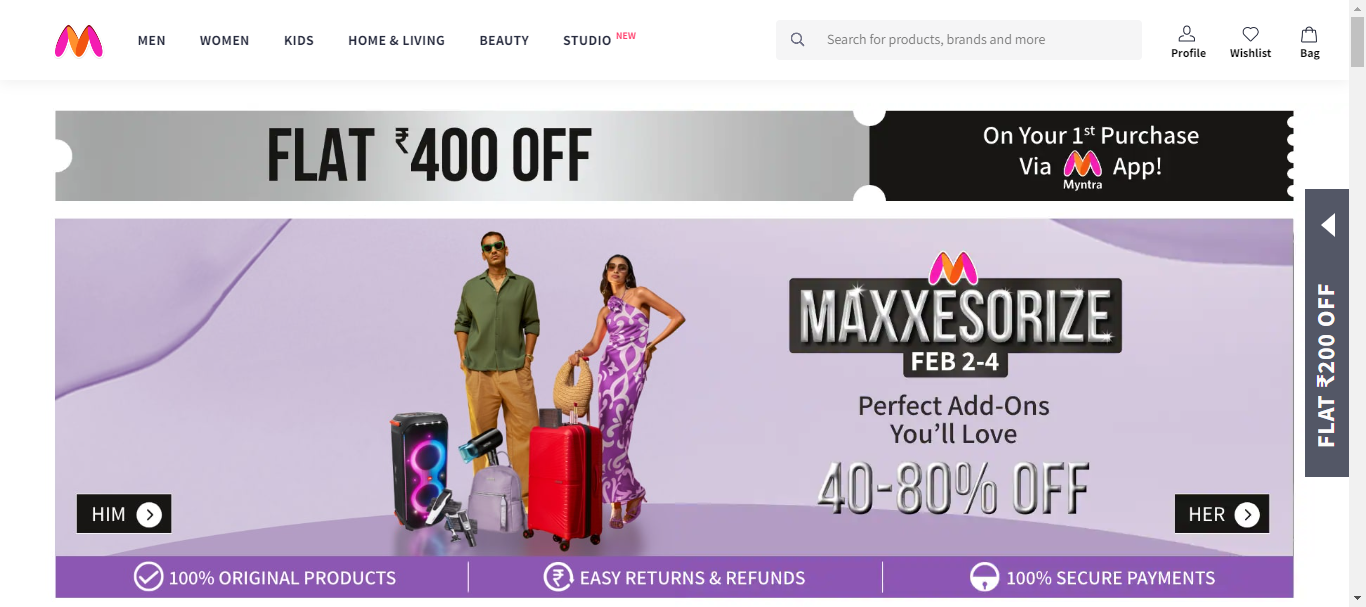 MEN WOMEN KIDS HOME & LIVING BEAUTY STUDIO NEW
Search for products, brands and more
Profile Wishlist Bag
FLAT ₹400 OFF
On Your 1st Purchase
Via App!
Myntra
MAXXESORIZE
FEB 2-4
Perfect Add-Ons
You’ll Love
40-80% OFF
HIM
HER
100% ORIGINAL PRODUCTS
EASY RETURNS & REFUNDS
100% SECURE PAYMENTS
FLAT ₹200 OFF